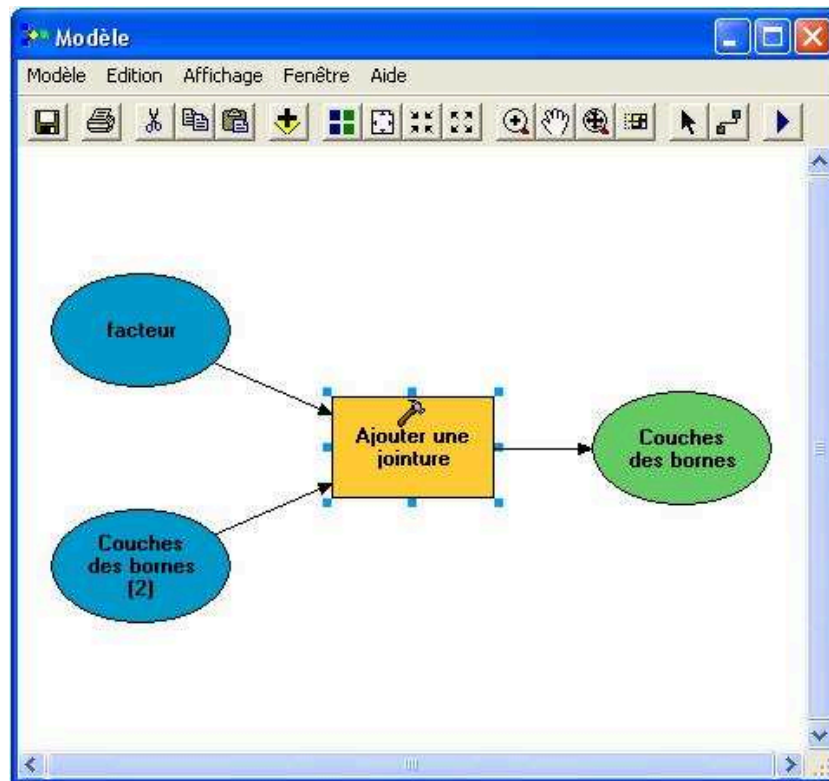 Modèle
Modèle Edition Affichage Fenêtre Aide
facteur
Ajouter une
jointure
Couches
des bornes
Couches
des bornes
(2)